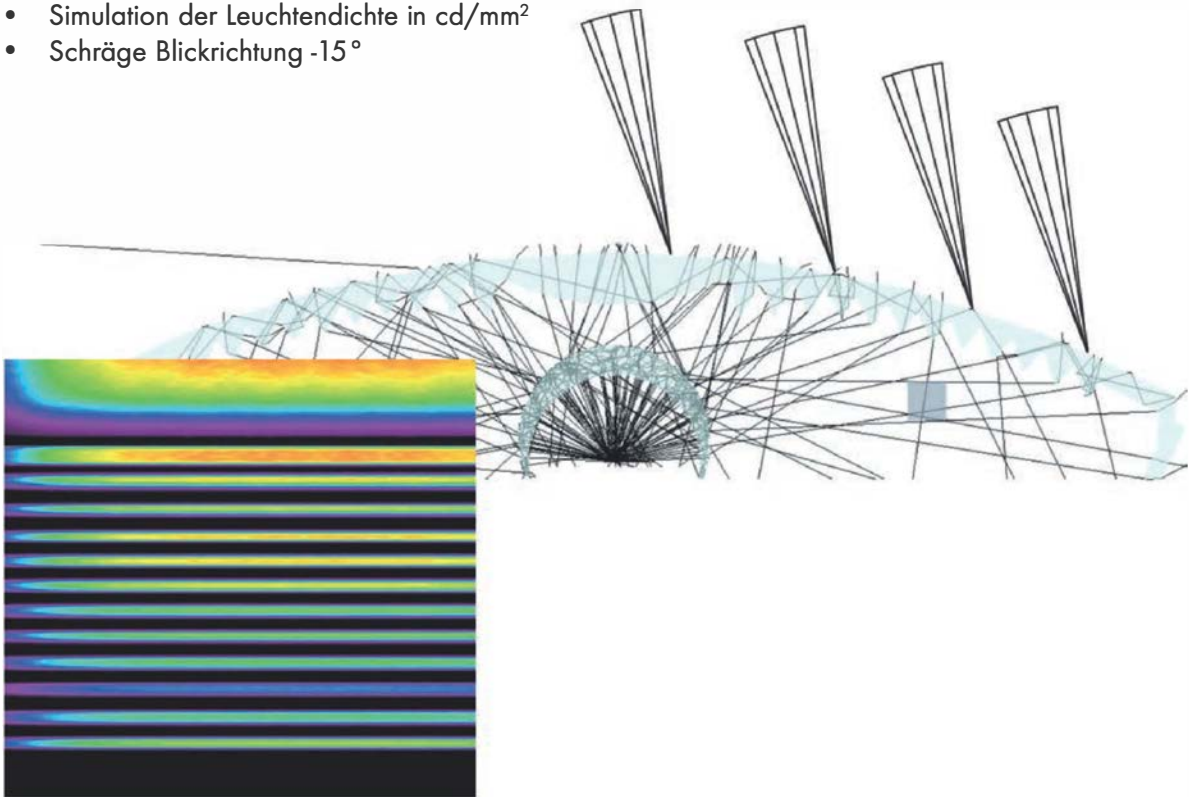 • Simulation der Leuchtendichte in cd/mm²
• Schräge Blickrichtung -15°